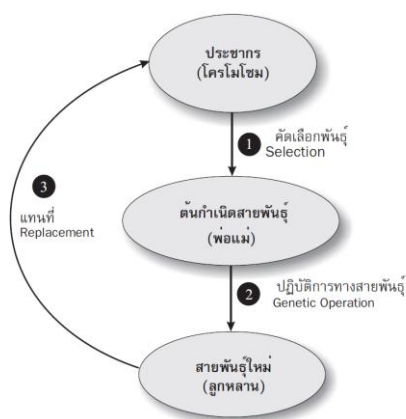 ประชากร
(โครโมโซม)
1
คัดเลือกพันธุ์
Selection
3
แทนที่
Replacement
ต้นกำเนิดสายพันธุ์
(พ่อแม่)
2
ปฏิบัติการทางสายพันธุ์
Genetic Operation
สายพันธุ์ใหม่
(ลูกหลาน)